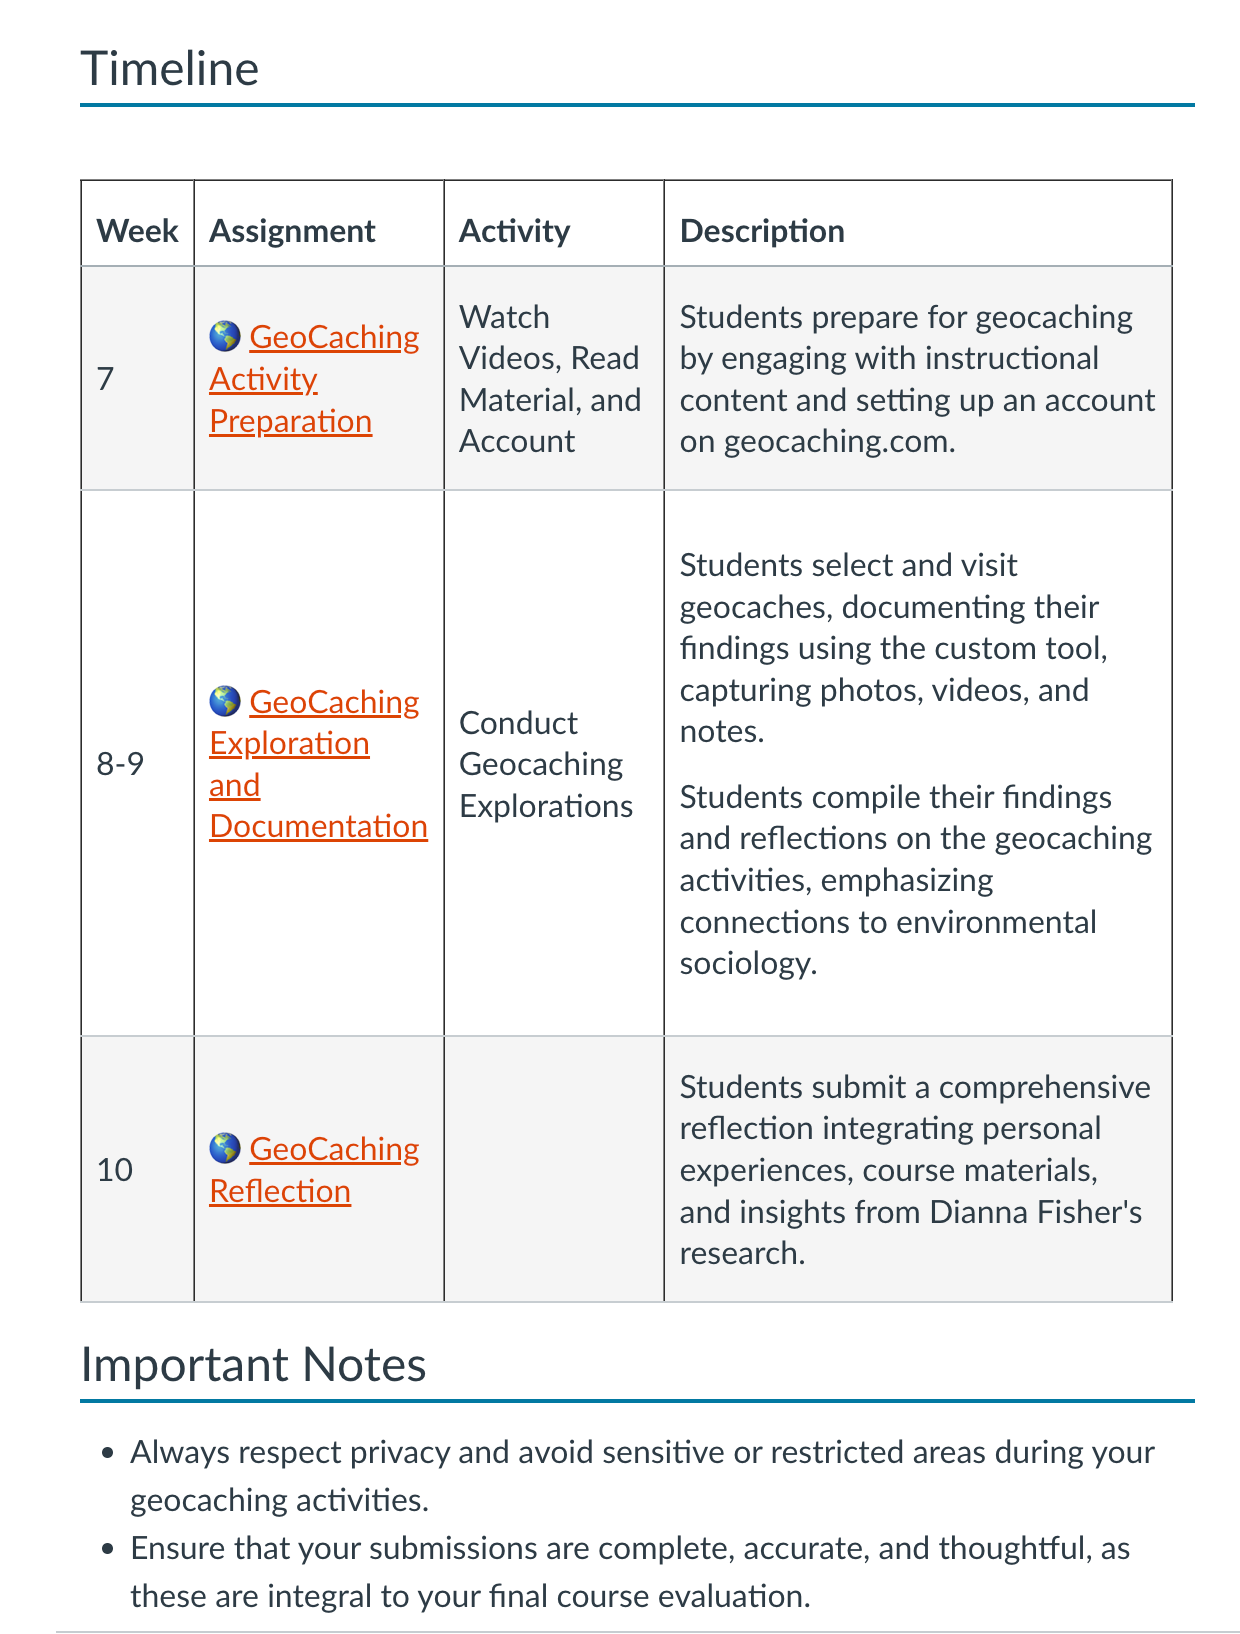 Timeline
Week
Assignment
Activity
Description
7
🌎 GeoCaching
Activity
Preparation
Watch
Videos, Read
Material, and
Account
Students prepare for geocaching
by engaging with instructional
content and setting up an account
on geocaching.com.
8-9
🌎 GeoCaching
Exploration
and
Documentation
Conduct
Geocaching
Explorations
Students select and visit
geocaches, documenting their
findings using the custom tool,
capturing photos, videos, and
notes.
Students compile their findings
and reflections on the geocaching
activities, emphasizing
connections to environmental
sociology.
10
🌎 GeoCaching
Reflection
Students submit a comprehensive
reflection integrating personal
experiences, course materials,
and insights from Dianna Fisher's
research.
Important Notes
• Always respect privacy and avoid sensitive or restricted areas during your
geocaching activities.
• Ensure that your submissions are complete, accurate, and thoughtful, as
these are integral to your final course evaluation.